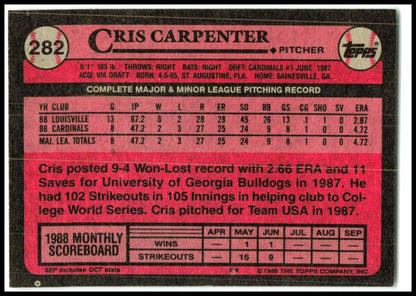 282
CRIS CARPENTER
PITCHER
TOPPS
6'1" 185 lb. THROWS: RIGHT BATS: RIGHT DRFT: CARDINALS #1-JUNE, 1987
ACQ: VIA DRAFT BORN: 4-5-65, ST. AUGUSTINE, FLA. HOME: GAINESVILLE, GA.
COMPLETE MAJOR & MINOR LEAGUE PITCHING RECORD
YR CLUB G IP W L R ER SO BB GS CG SHO SV ERA
88 LOUISVILLE 13 87.2 6 2 28 28 45 26 13 1 1 0 2.87
88 CARDINALS 8 47.2 2 3 27 25 24 9 8 1 0 0 4.72
MAJ. LEA. TOTALS 8 47.2 2 3 27 25 24 9 8 1 0 0 4.72
Cris posted 9-4 Won-Lost record with 2.66 ERA and 11
Saves for University of Georgia Bulldogs in 1987. He
had 102 Strikeouts in 105 Innings in helping club to Col-
lege World Series. Cris pitched for Team USA in 1987.
1988 MONTHLY
SCOREBOARD
APR MAY JUN JUL AUG SEP
WINS — 1 1 — — —
STRIKEOUTS — 15 9 — — —
SEP includes OCT stats
E* © 1989 THE TOPPS COMPANY, INC.